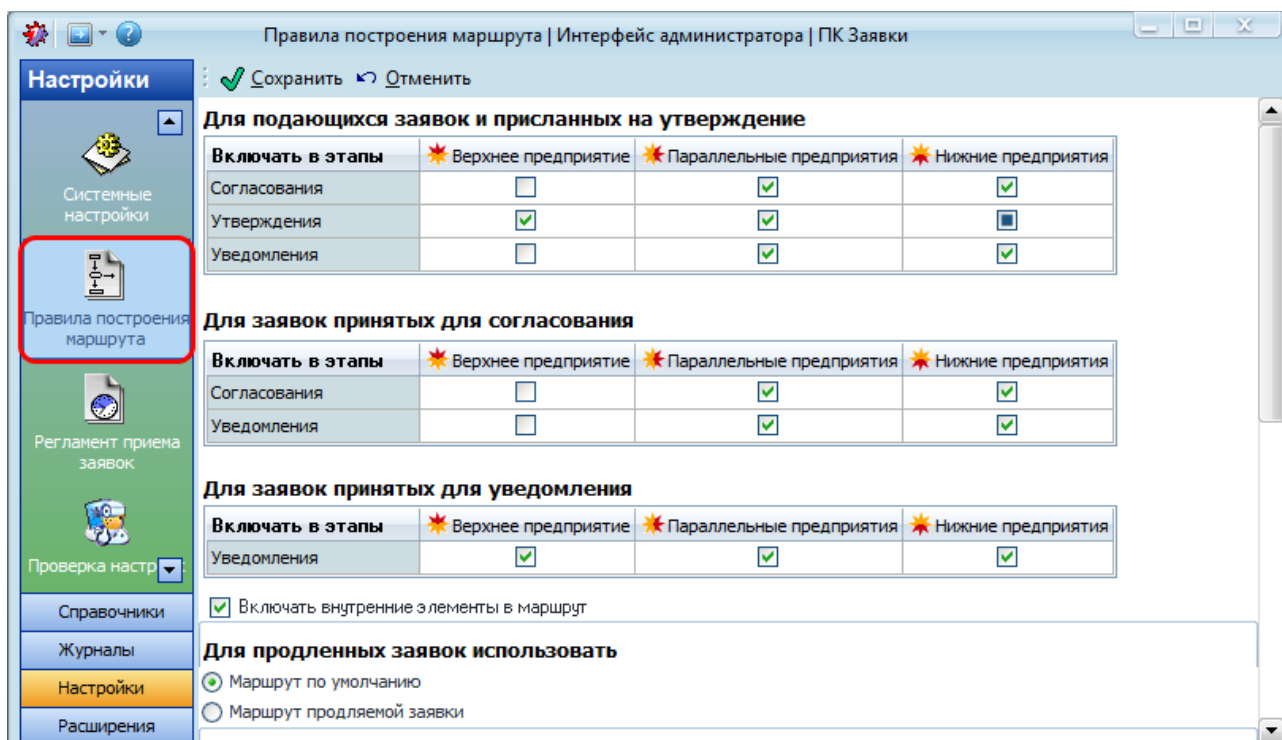 Правила построения маршрута | Интерфейс администратора | ПК Заявки
Настройки
Сохранить Отменить
Системные
настройки
Правила построения
маршрута
Регламент приема
заявок
Проверка настр
Справочники
Журналы
Настройки
Расширения
Для подающихся заявок и присланных на утверждение
Включать в этапы Верхнее предприятие Параллельные предприятия Нижние предприятия
Согласования
Утверждения
Уведомления
Для заявок принятых для согласования
Включать в этапы Верхнее предприятие Параллельные предприятия Нижние предприятия
Согласования
Уведомления
Для заявок принятых для уведомления
Включать в этапы Верхнее предприятие Параллельные предприятия Нижние предприятия
Уведомления
Включать внутренние элементы в маршрут
Для продленных заявок использовать
Маршрут по умолчанию
Маршрут продляемой заявки